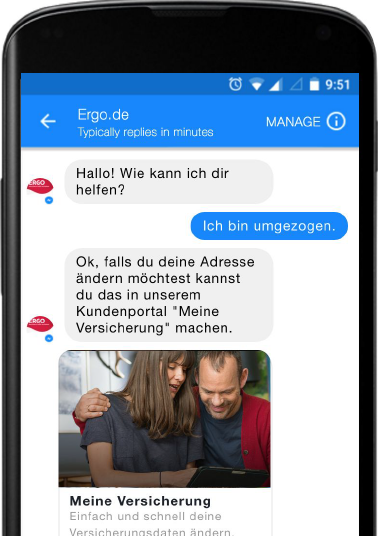 9:51
Ergo.de
Typically replies in minutes
MANAGE
Hallo! Wie kann ich dir
helfen?
ERGO
Ich bin umgezogen.
Ok, falls du deine Adresse
ändern möchtest kannst
du das in unserem
Kundenportal "Meine
Versicherung" machen.
ERGO
Meine Versicherung
Einfach und schnell deine
Versicherungsdaten ändern.